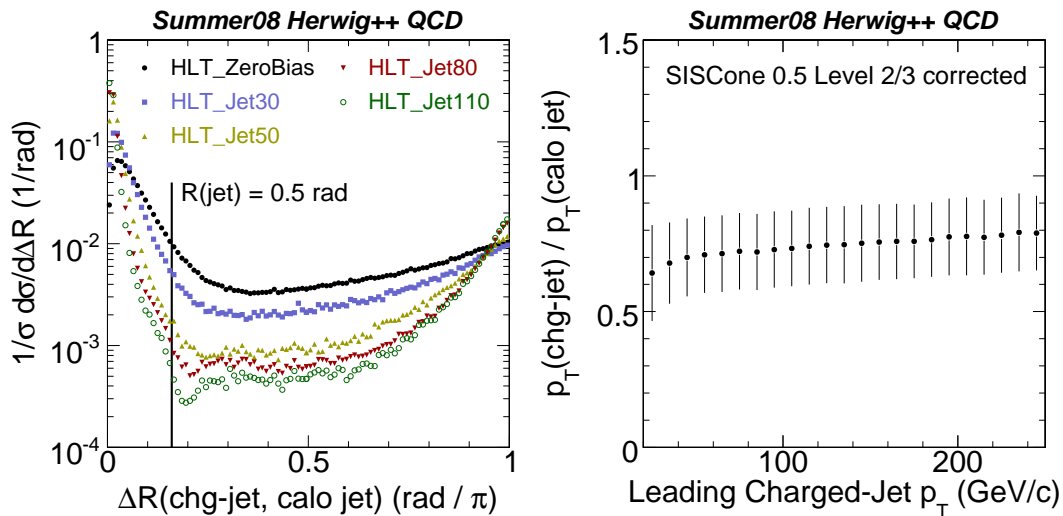 Summer08 Herwig++ QCD
1/σ dσ/dΔR (1/rad)
1
10⁻¹
10⁻²
10⁻³
10⁻⁴
HLT_ZeroBias
HLT_Jet30
HLT_Jet50
HLT_Jet80
HLT_Jet110
R(jet) = 0.5 rad
0 0.5 1
ΔR(chg-jet, calo jet) (rad / π)
Summer08 Herwig++ QCD
p_T(chg-jet) / p_T(calo jet)
1.5
1
0.5
0
SISCone 0.5 Level 2/3 corrected
100 200
Leading Charged-Jet p_T (GeV/c)